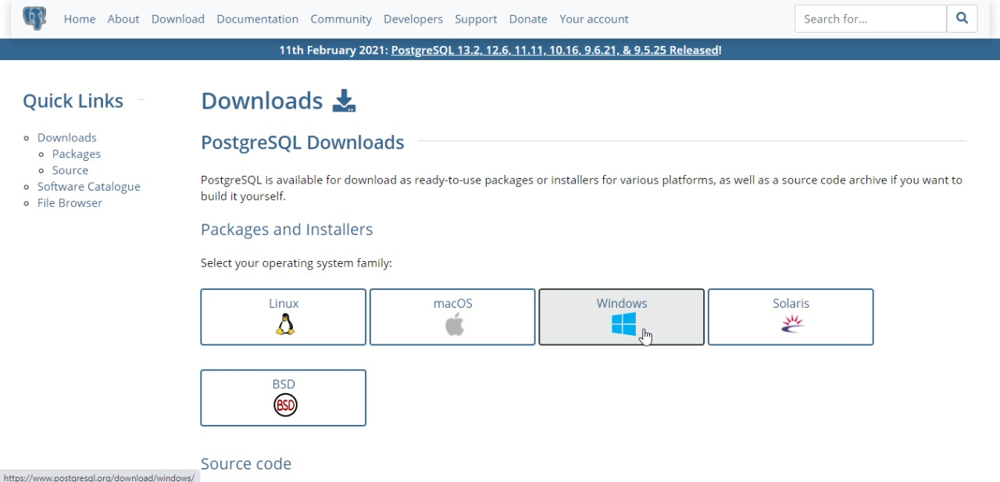 Home About Download Documentation Community Developers Support Donate Your account Search for...
11th February 2021: PostgreSQL 13.2, 12.6, 11.11, 10.16, 9.6.21, & 9.5.25 Released!
Quick Links
Downloads
Packages
Source
Software Catalogue
File Browser
Downloads
PostgreSQL Downloads
PostgreSQL is available for download as ready-to-use packages or installers for various platforms, as well as a source code archive if you want to
build it yourself.
Packages and Installers
Select your operating system family:
Linux macOS Windows Solaris
BSD
BSD
Source code
https://www.postgresql.org/download/windows/